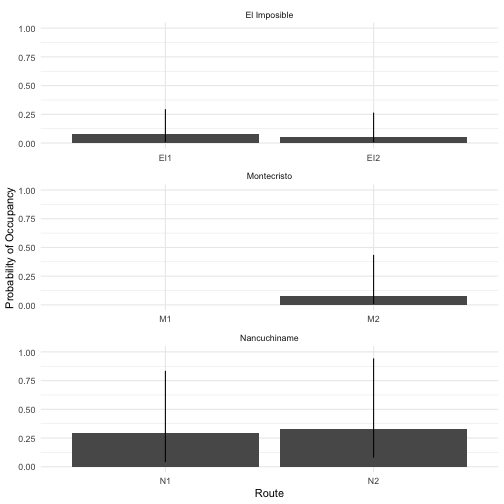 El Imposible
1.00
0.75
0.50
0.25
0.00
EI1 EI2
Montecristo
1.00
0.75
0.50
0.25
0.00
M1 M2
Nancuchiname
1.00
0.75
0.50
0.25
0.00
N1 N2
Probability of Occupancy
Route